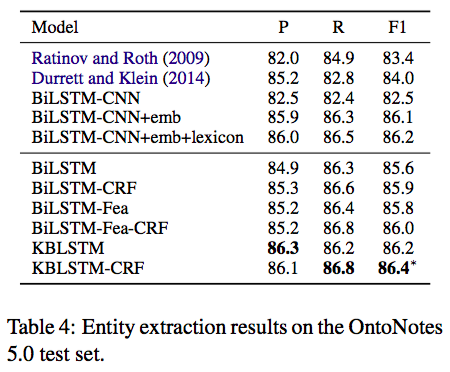 Model P R F1
Ratinov and Roth (2009) 82.0 84.9 83.4
Durrett and Klein (2014) 85.2 82.8 84.0
BiLSTM-CNN 82.5 82.4 82.5
BiLSTM-CNN+emb 85.9 86.3 86.1
BiLSTM-CNN+emb+lexicon 86.0 86.5 86.2
BiLSTM 84.9 86.3 85.6
BiLSTM-CRF 85.3 86.6 85.9
BiLSTM-Fea 85.2 86.4 85.8
BiLSTM-Fea-CRF 85.2 86.8 86.0
KBLSTM 86.3 86.2 86.2
KBLSTM-CRF 86.1 86.8 86.4*
Table 4: Entity extraction results on the OntoNotes
5.0 test set.